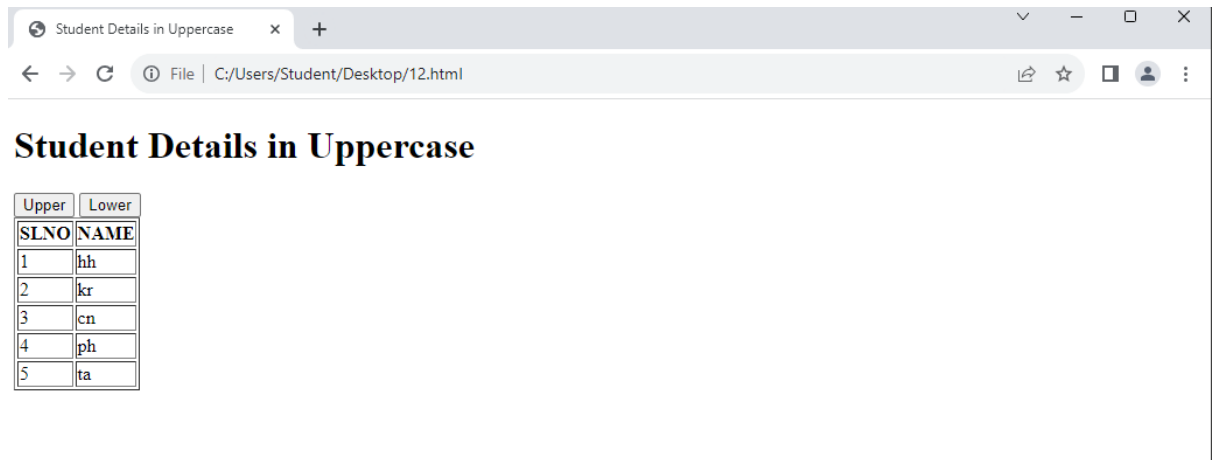 Student Details in Uppercase
File C:/Users/Student/Desktop/12.html
Student Details in Uppercase
Upper Lower
SLNO NAME
1 hh
2 kr
3 cn
4 ph
5 ta